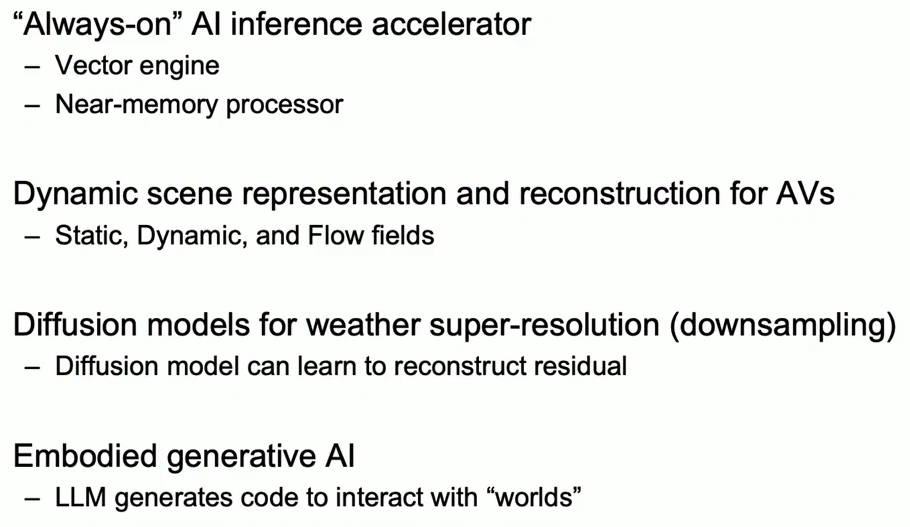 “Always-on” AI inference accelerator
– Vector engine
– Near-memory processor
Dynamic scene representation and reconstruction for AVs
– Static, Dynamic, and Flow fields
Diffusion models for weather super-resolution (downsampling)
– Diffusion model can learn to reconstruct residual
Embodied generative AI
– LLM generates code to interact with “worlds”